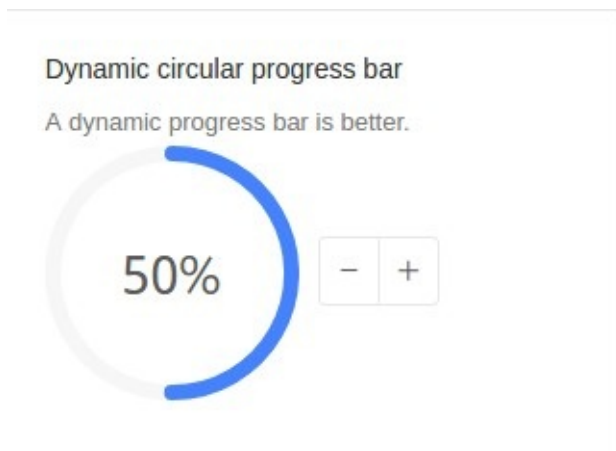 Dynamic circular progress bar
A dynamic progress bar is better.
50%
− +